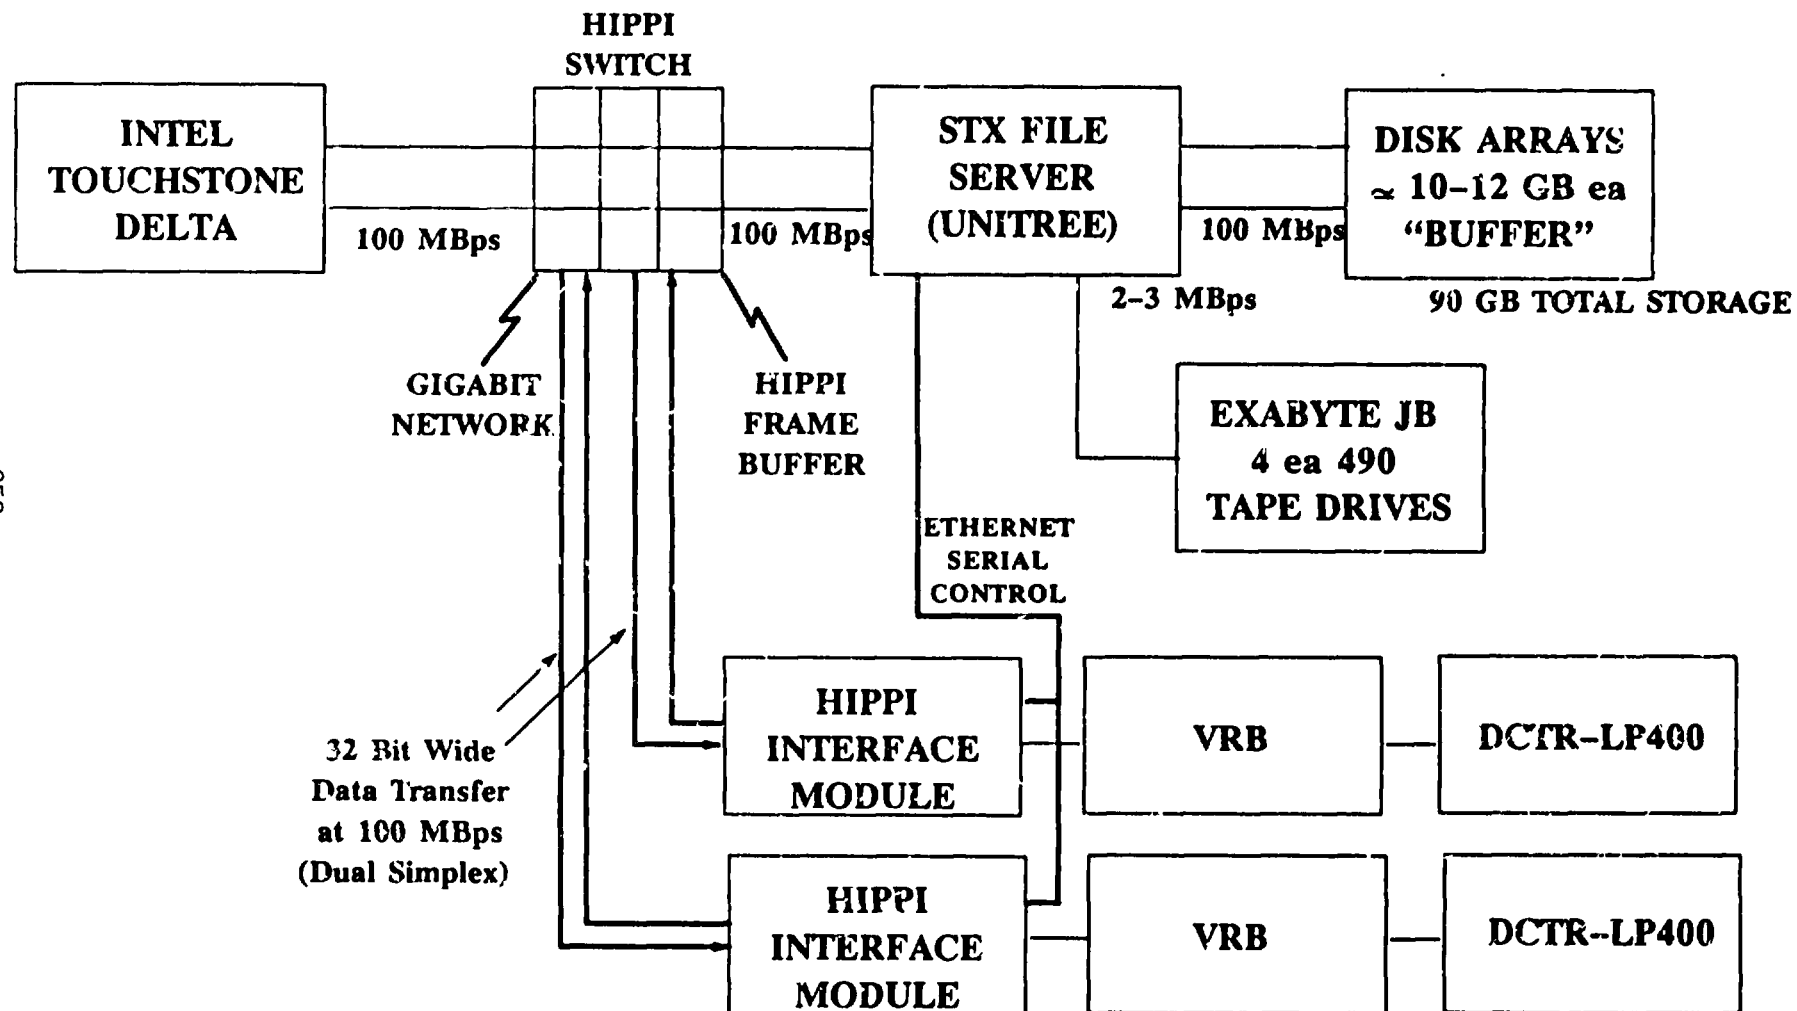 HIPPI
SWITCH
INTEL
TOUCHSTONE
DELTA
100 MBps
100 MBps
STX FILE
SERVER
(UNITREE)
100 MBps
DISK ARRAYS
≃ 10–12 GB ea
“BUFFER”
2–3 MBps
90 GB TOTAL STORAGE
GIGABIT
NETWORK
HIPPI
FRAME
BUFFER
EXABYTE JB
4 ea 490
TAPE DRIVES
ETHERNET
SERIAL
CONTROL
32 Bit Wide
Data Transfer
at 100 MBps
(Dual Simplex)
HIPPI
INTERFACE
MODULE
VRB
DCTR–LP400
HIPPI
INTERFACE
MODULE
VRB
DCTR–LP400